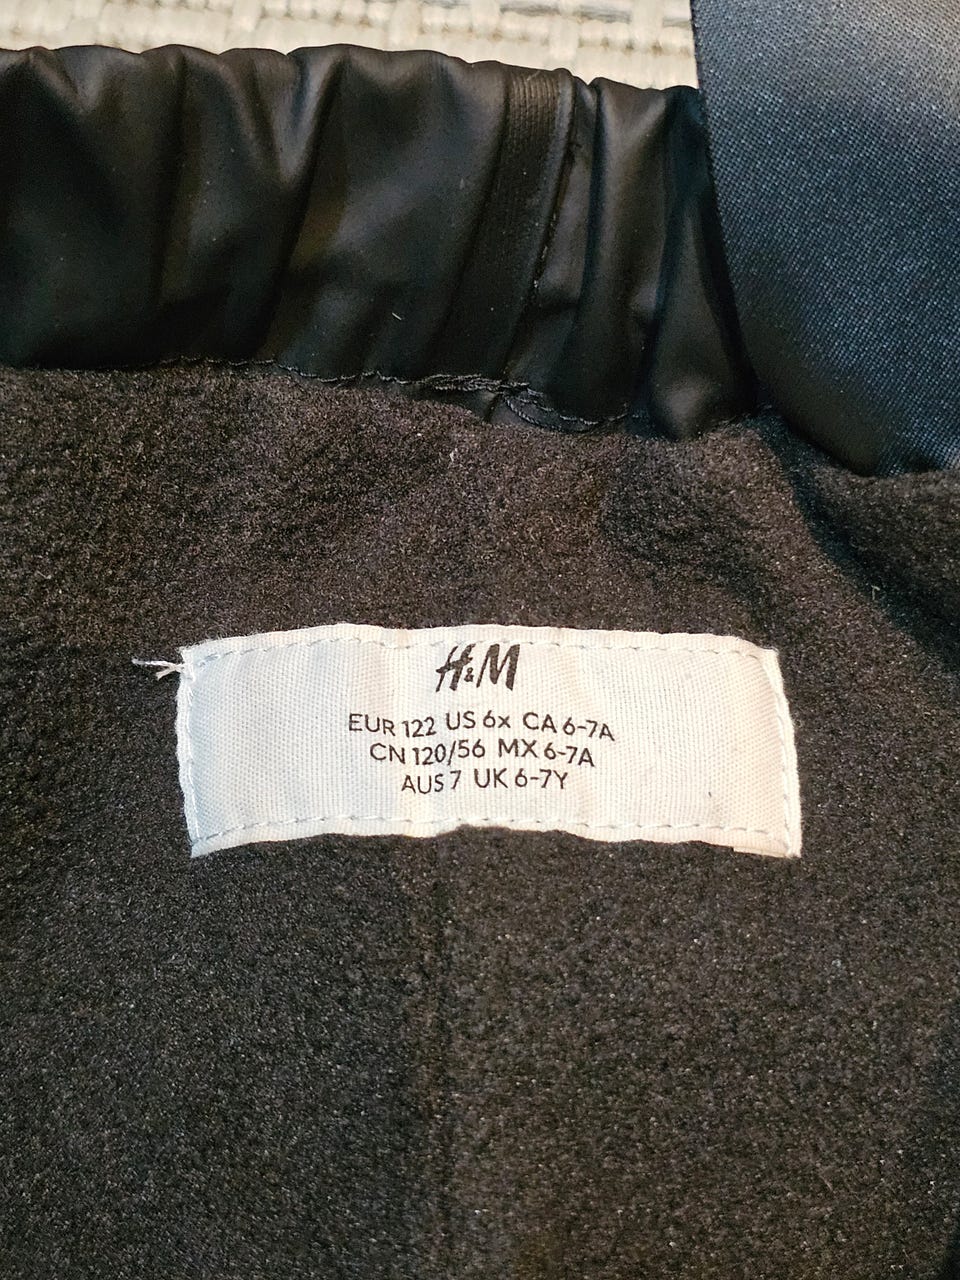 H&M
EUR 122 US 6x CA 6-7A
CN 120/56 MX 6-7A
AUS 7 UK 6-7Y